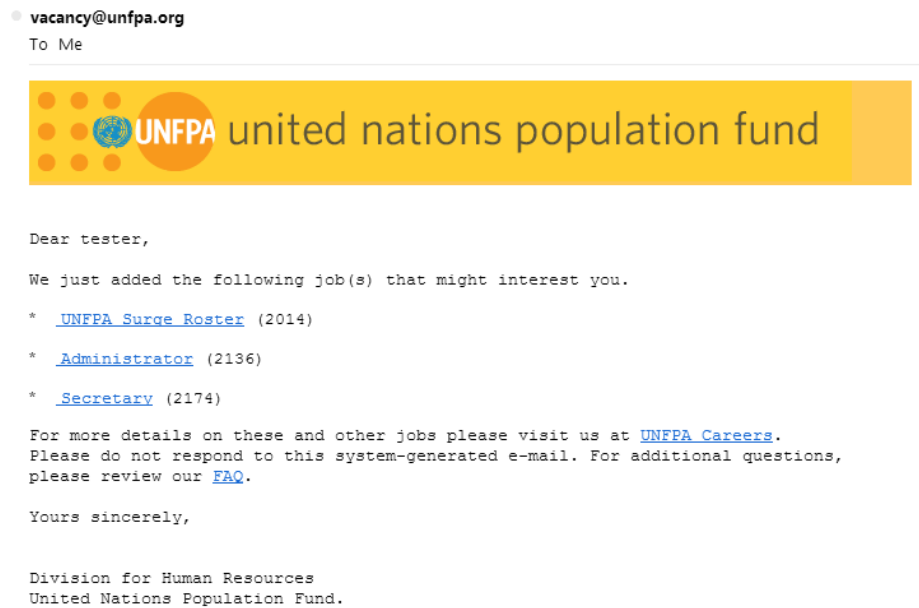 vacancy@unfpa.org
To Me
UNFPA united nations population fund
Dear tester,
We just added the following job(s) that might interest you.
* UNFPA Surge Roster (2014)
* Administrator (2136)
* Secretary (2174)
For more details on these and other jobs please visit us at UNFPA Careers.
Please do not respond to this system-generated e-mail. For additional questions,
please review our FAQ.
Yours sincerely,
Division for Human Resources
United Nations Population Fund.